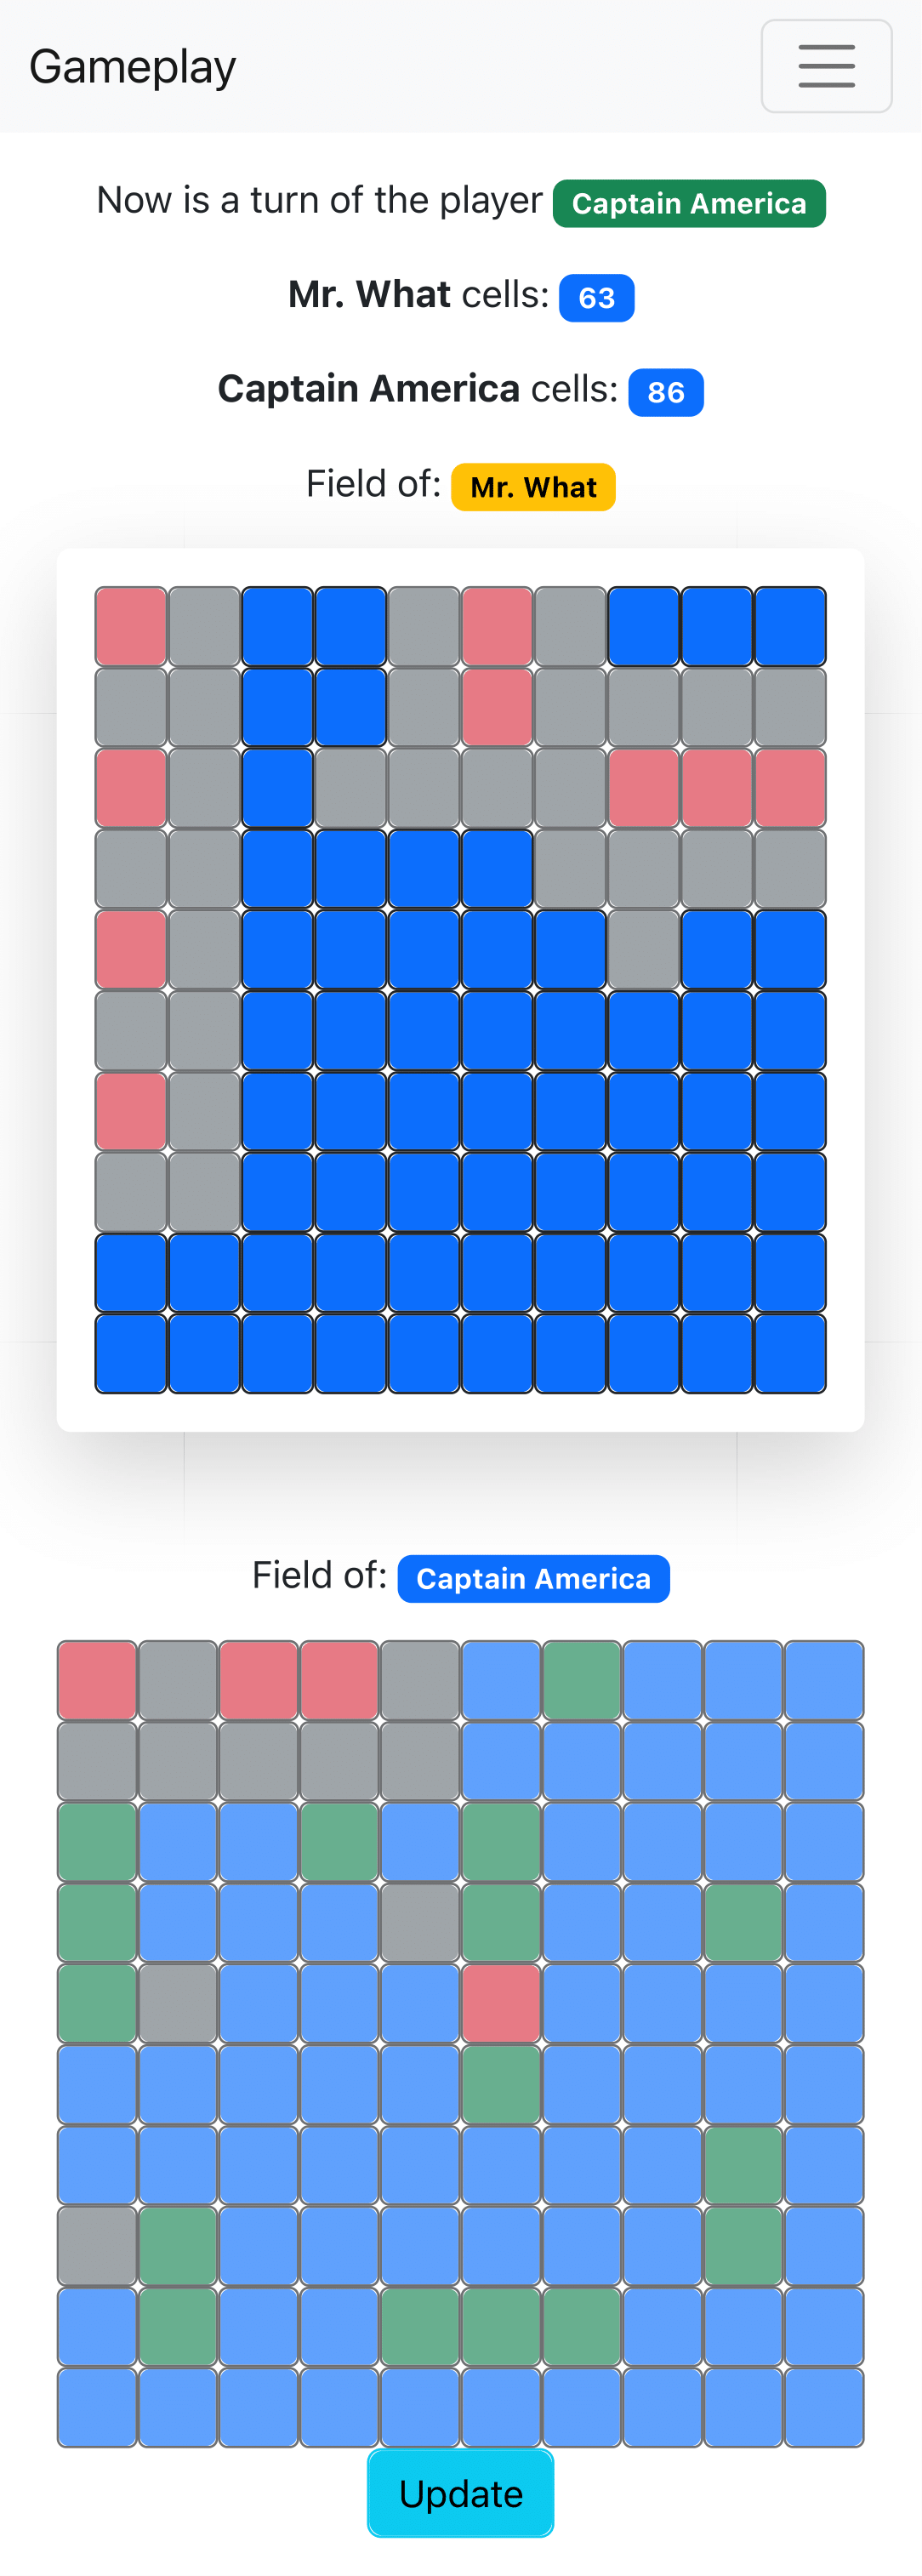 Gameplay
Now is a turn of the player Captain America
Mr. What cells: 63
Captain America cells: 86
Field of: Mr. What
Field of: Captain America
Update